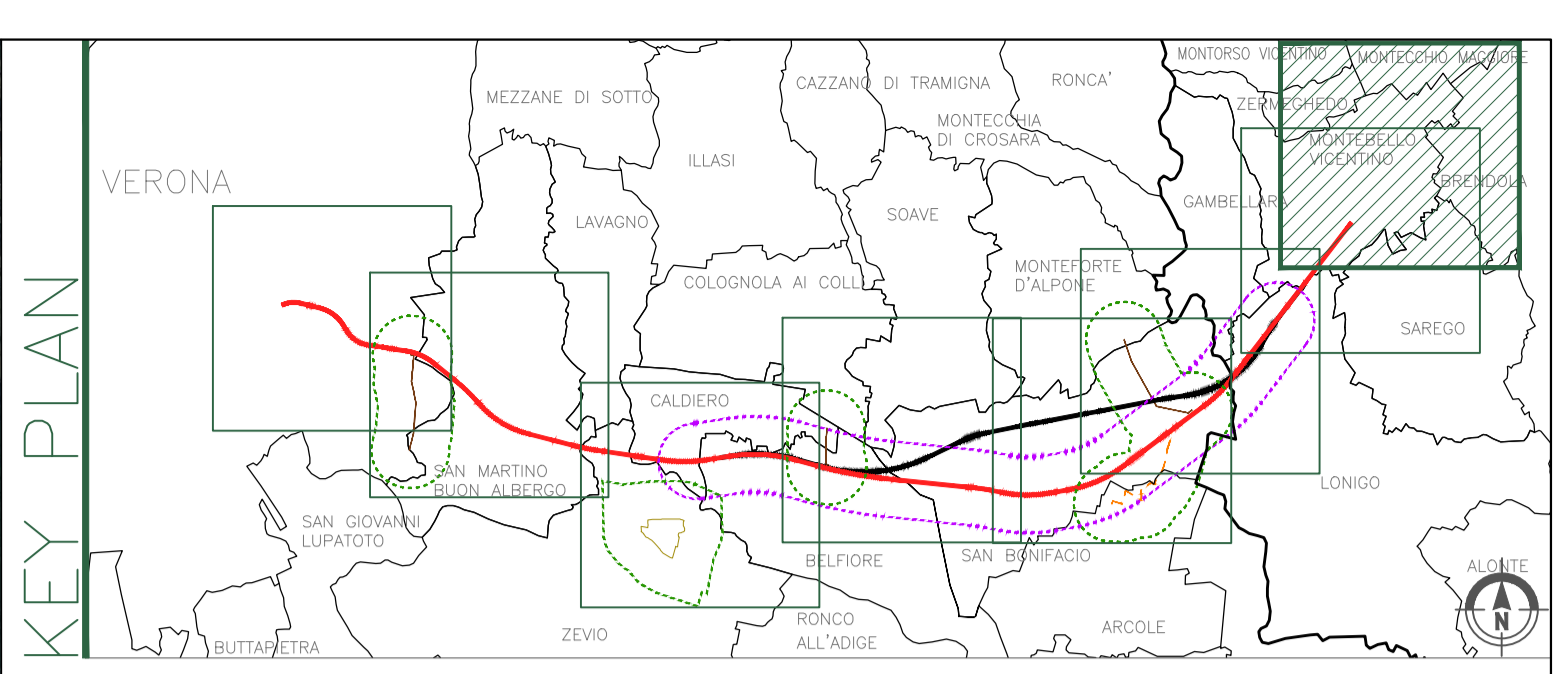 KEY PLAN
MONTORSO VICENTINO
MONTECCHIO MAGGIORE
MEZZANE DI SOTTO
CAZZANO DI TRAMIGNA
RONCA'
ZERMEGHEDO
MONTECCHIA
DI CROSARA
MONTEBELLO
VICENTINO
ILLASI
VERONA
BRENDOLA
GAMBELLARA
LAVAGNO
SOAVE
MONTEFORTE
D'ALPONE
COLOGNOLA AI COLLI
SAREGO
CALDIERO
SAN MARTINO
BUON ALBERGO
LONIGO
SAN GIOVANNI
LUPATOTO
BELFIORE
SAN BONIFACIO
ALONTE
N
RONCO
ALL'ADIGE
ZEVIO
ARCOLE
BUTTAPIETRA